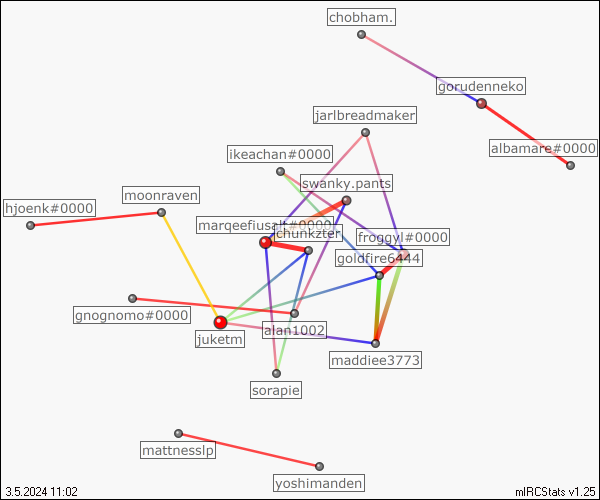 chobham.
gorudenneko
jarlbreadmaker
albamare#0000
ikeachan#0000
swanky.pants
moonraven
hjoenk#0000
marqeefiusalt#0000
chunkzter
froggyl#0000
goldfire6444
gnognomo#0000
alan1002
juketm
maddiee3773
sorapie
mattnesslp
yoshimanden
3.5.2024 11:02
mIRCStats v1.25